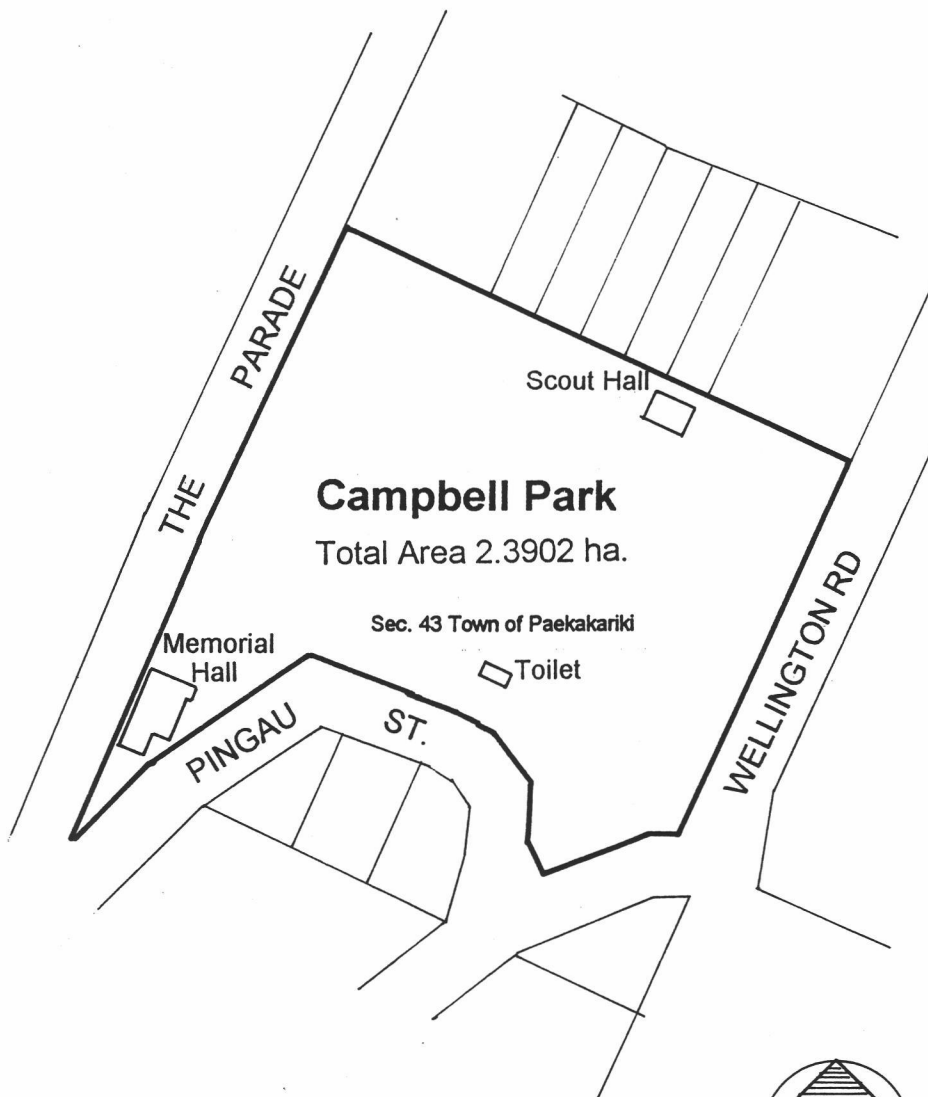 THE PARADE
Scout Hall
Campbell Park
Total Area 2.3902 ha.
Sec. 43 Town of Paekakariki
Memorial
Hall
Toilet
PINGAU ST.
WELLINGTON RD